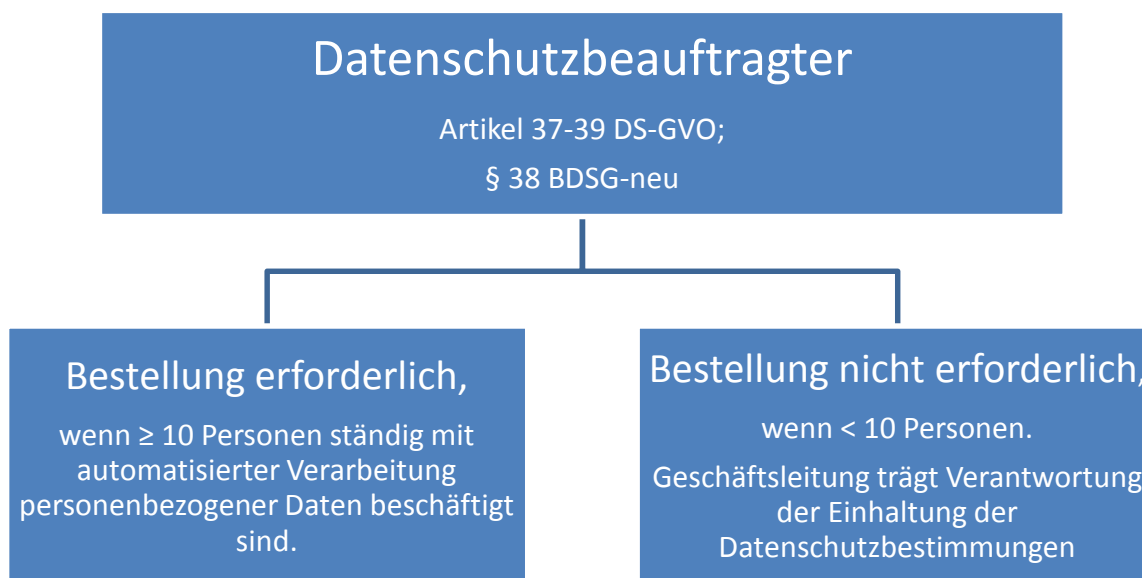 Datenschutzbeauftragter
Artikel 37-39 DS-GVO;
§ 38 BDSG-neu
Bestellung erforderlich,
wenn ≥ 10 Personen ständig mit
automatisierter Verarbeitung
personenbezogener Daten beschäftigt
sind.
Bestellung nicht erforderlich,
wenn < 10 Personen.
Geschäftsleitung trägt Verantwortung
der Einhaltung der
Datenschutzbestimmungen